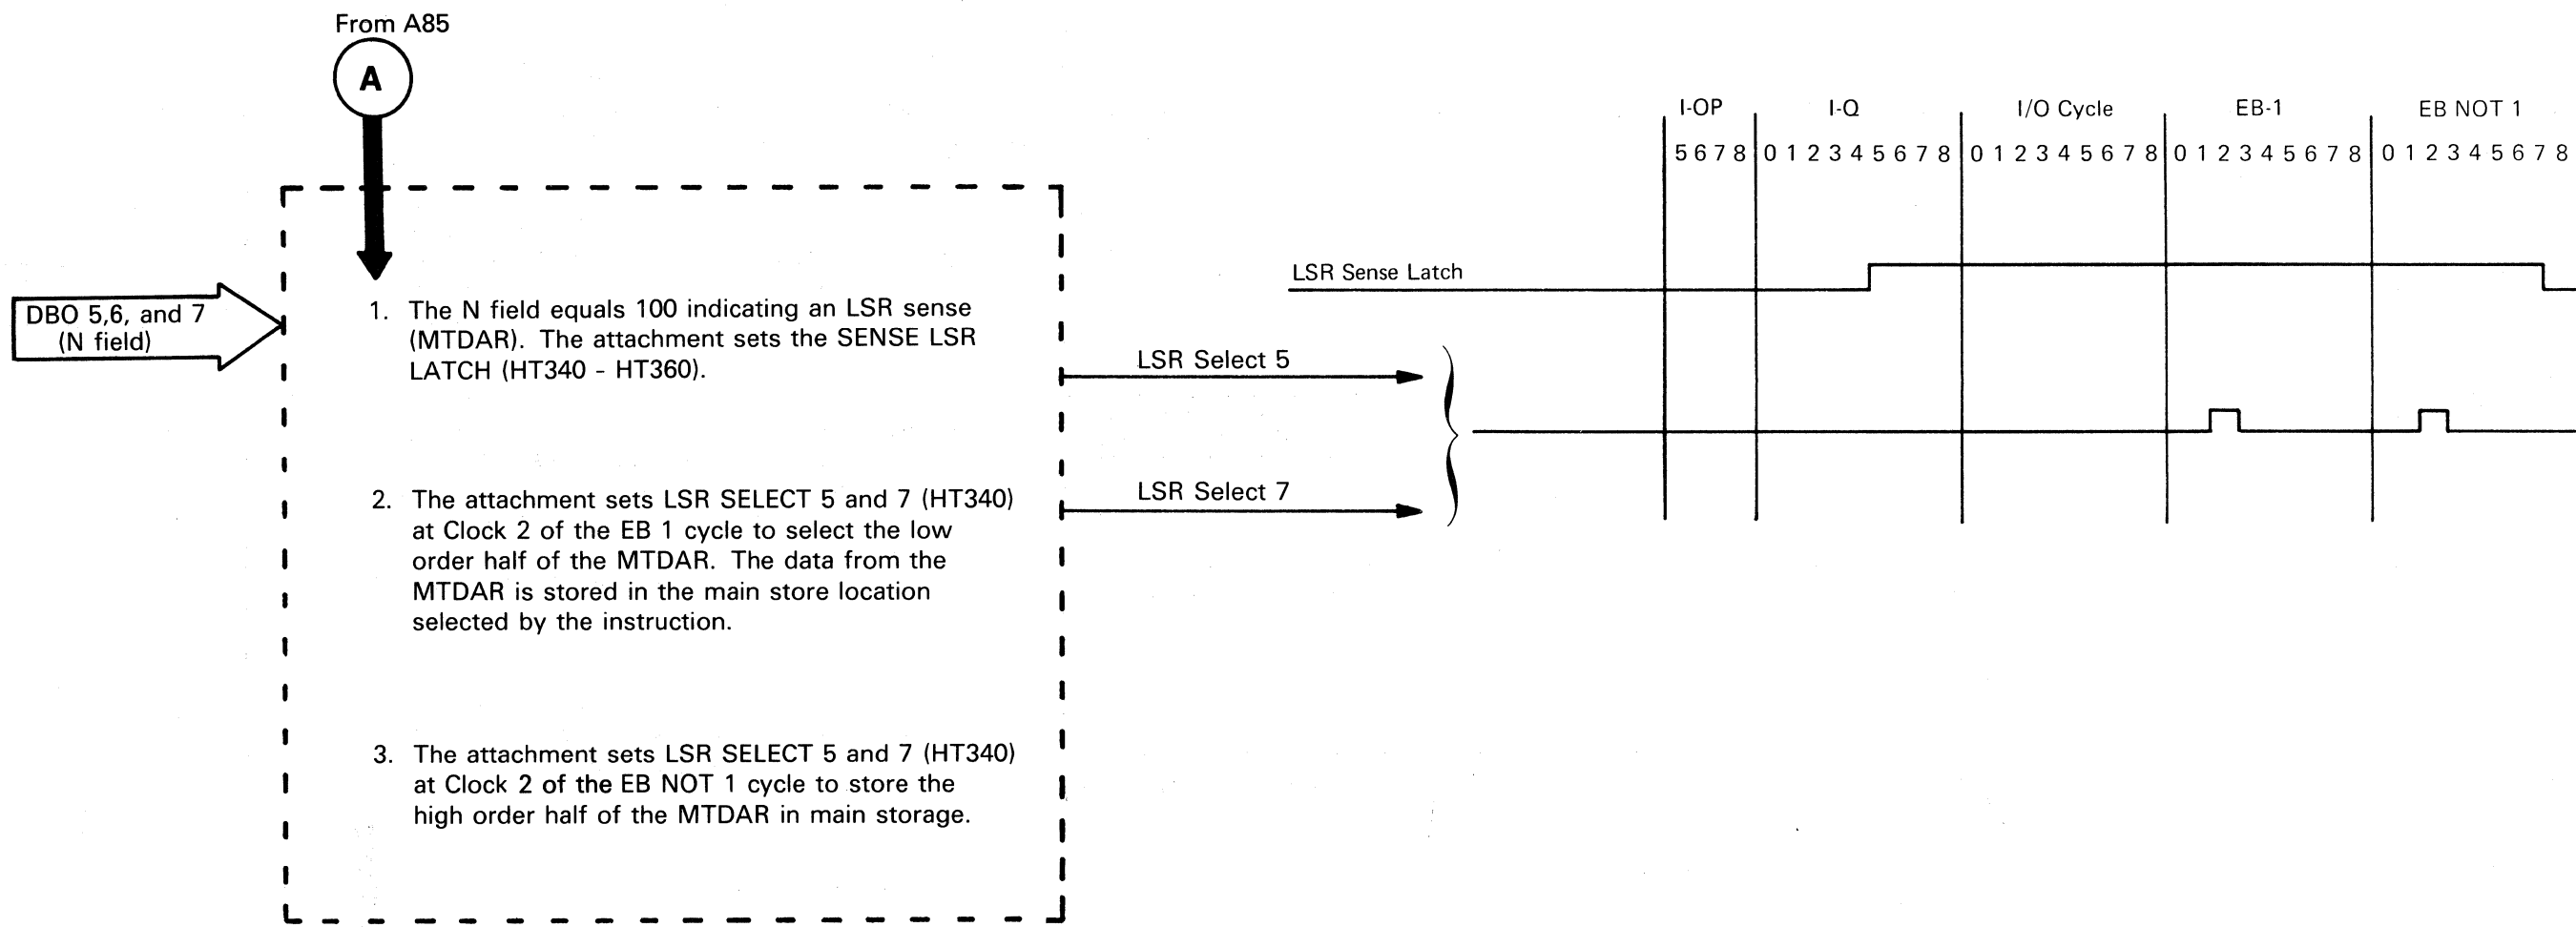 From A85
A
DBO 5,6, and 7
(N field)
1. The N field equals 100 indicating an LSR sense
(MTDAR). The attachment sets the SENSE LSR
LATCH (HT340 - HT360).
2. The attachment sets LSR SELECT 5 and 7 (HT340)
at Clock 2 of the EB 1 cycle to select the low
order half of the MTDAR. The data from the
MTDAR is stored in the main store location
selected by the instruction.
3. The attachment sets LSR SELECT 5 and 7 (HT340)
at Clock 2 of the EB NOT 1 cycle to store the
high order half of the MTDAR in main storage.
LSR Select 5
LSR Select 7
I-OP I-Q I/O Cycle EB-1 EB NOT 1
5 6 7 8 0 1 2 3 4 5 6 7 8 0 1 2 3 4 5 6 7 8 0 1 2 3 4 5 6 7 8 0 1 2 3 4 5 6 7 8
LSR Sense Latch